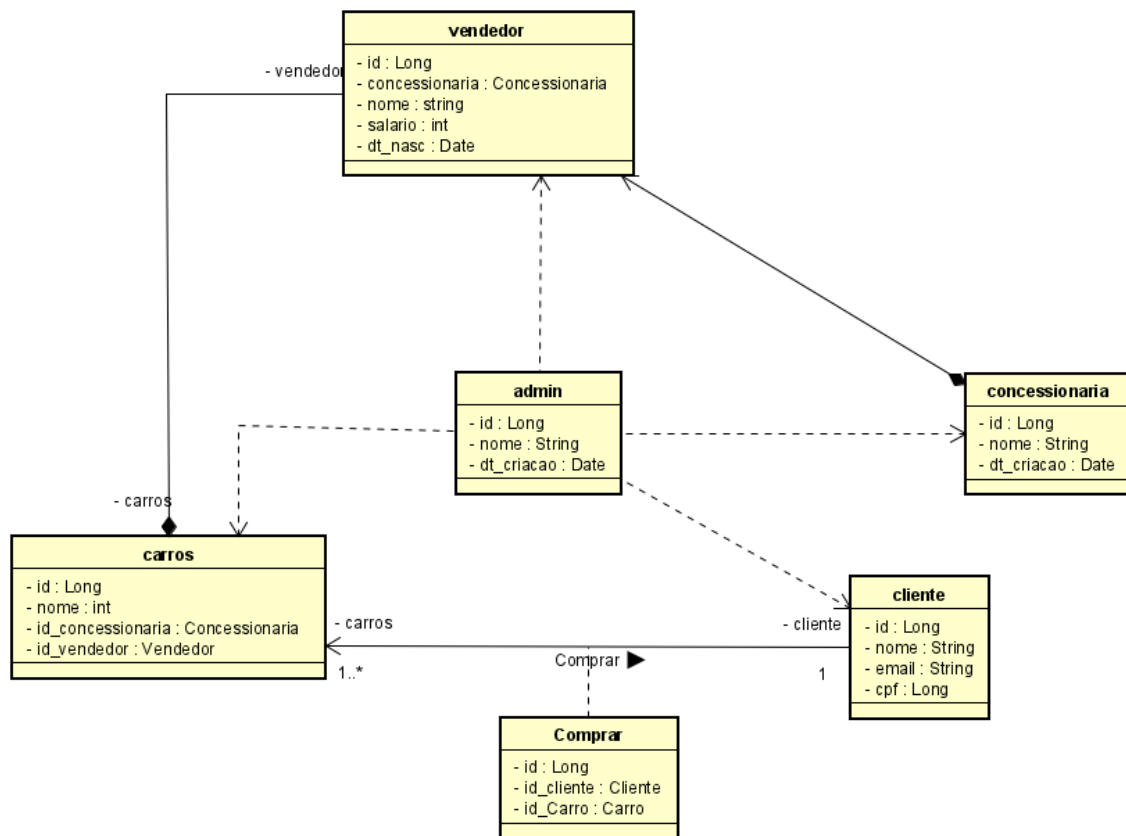 vendedor
- id : Long
- concessionaria : Concessionaria
- nome : string
- salario : int
- dt_nasc : Date
- vendedor
admin
- id : Long
- nome : String
- dt_criacao : Date
concessionaria
- id : Long
- nome : String
- dt_criacao : Date
- carros
carros
- id : Long
- nome : int
- id_concessionaria : Concessionaria
- id_vendedor : Vendedor
- carros
1..*
Comprar ►
- cliente
1
cliente
- id : Long
- nome : String
- email : String
- cpf : Long
Comprar
- id : Long
- id_cliente : Cliente
- id_Carro : Carro